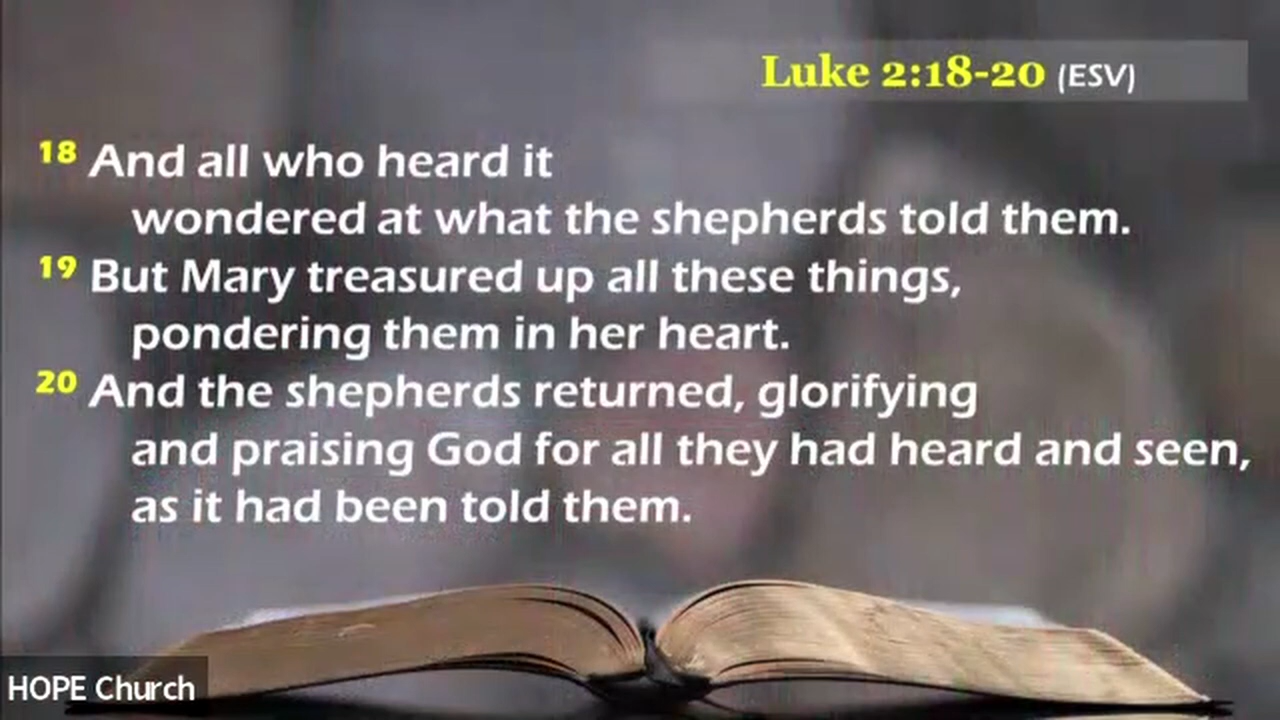 Luke 2:18-20 (ESV)
18 And all who heard it
wondered at what the shepherds told them.
19 But Mary treasured up all these things,
pondering them in her heart.
20 And the shepherds returned, glorifying
and praising God for all they had heard and seen,
as it had been told them.
HOPE Church